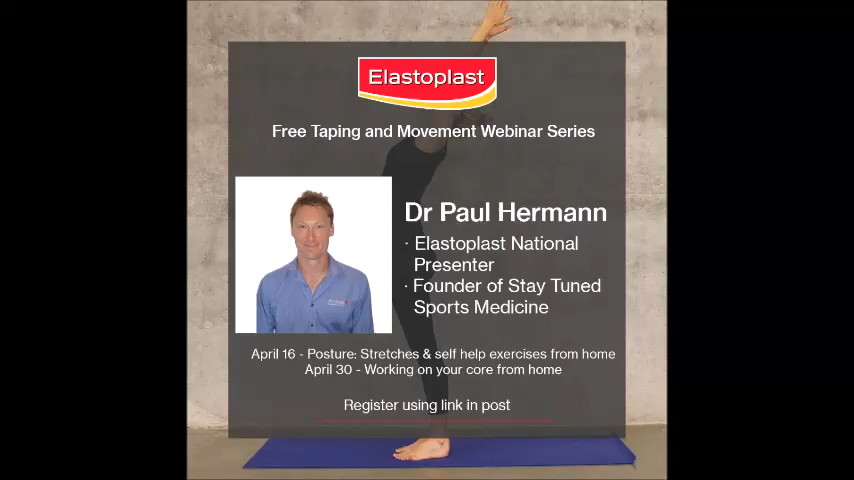 Elastoplast
Free Taping and Movement Webinar Series
Dr Paul Hermann
· Elastoplast National
Presenter
· Founder of Stay Tuned
Sports Medicine
April 16 - Posture: Stretches & self help exercises from home
April 30 - Working on your core from home
Register using link in post